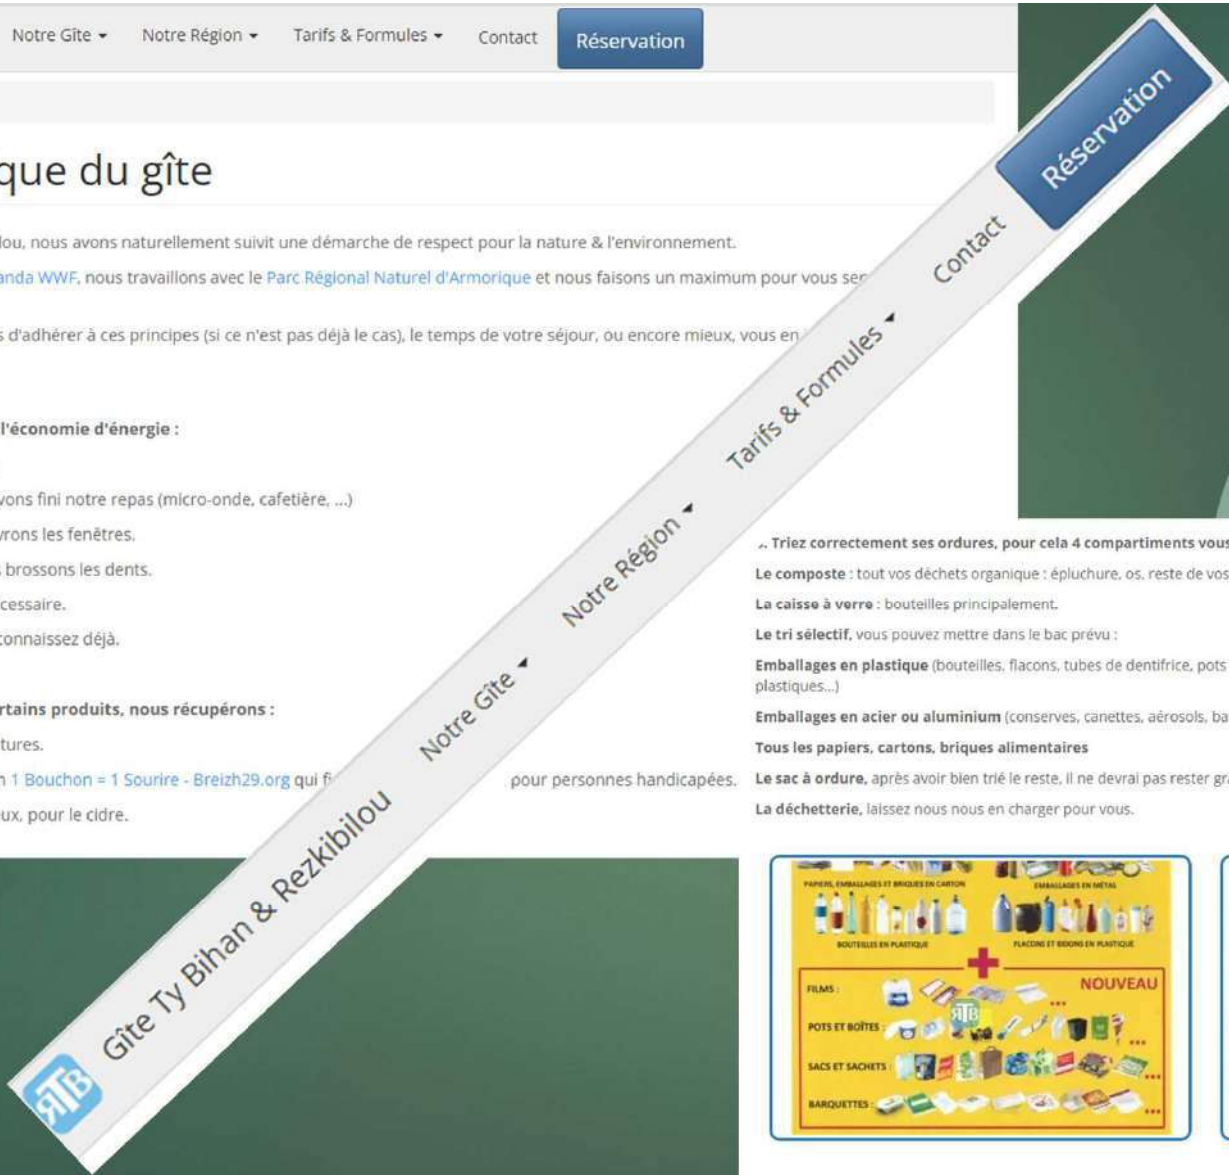 Notre Gîte
Notre Région
Tarifs & Formules
Contact
Réservation
que du gîte
lou, nous avons naturellement suivit une démarche de respect pour la nature & l'environnement.
anda WWF, nous travaillons avec le Parc Régional Naturel d'Armorique et nous faisons un maximum pour vous ser
s d'adhérer à ces principes (si ce n'est pas déjà le cas), le temps de votre séjour, ou encore mieux, vous en
l'économie d'énergie :
vons fini notre repas (micro-onde, cafetière, ...)
vrons les fenêtres.
s brossons les dents.
cessaire.
connaissez déjà.
rtains produits, nous récupérons :
tures.
n 1 Bouchon = 1 Sourire - Breizh29.org qui fi pour personnes handicapées.
ux, pour le cidre.
RTB
Gîte Ty Bihan & Rezkibilou
Notre Gîte
Notre Région
Tarifs & Formules
Contact
Réservation
. Triez correctement ses ordures, pour cela 4 compartiments vous
Le composte : tout vos déchets organique : épluchure, os, reste de vos
La caisse à verre : bouteilles principalement.
Le tri sélectif, vous pouvez mettre dans le bac prévu :
Emballages en plastique (bouteilles, flacons, tubes de dentifrice, pots
plastiques...)
Emballages en acier ou aluminium (conserves, canettes, aérosols, ba
Tous les papiers, cartons, briques alimentaires
Le sac à ordure, après avoir bien trié le reste, il ne devrai pas rester gr
La déchetterie, laissez nous nous en charger pour vous.
PAPIERS, EMBALLAGES ET BRIQUES EN CARTON
EMBALLAGES EN MÉTAL
BOUTEILLES EN PLASTIQUE
FLACONS ET BIDONS EN PLASTIQUE
+
NOUVEAU
FILMS : ...
POTS ET BOÎTES : ...
RTB
SACS ET SACHETS : ...
BARQUETTES : ...